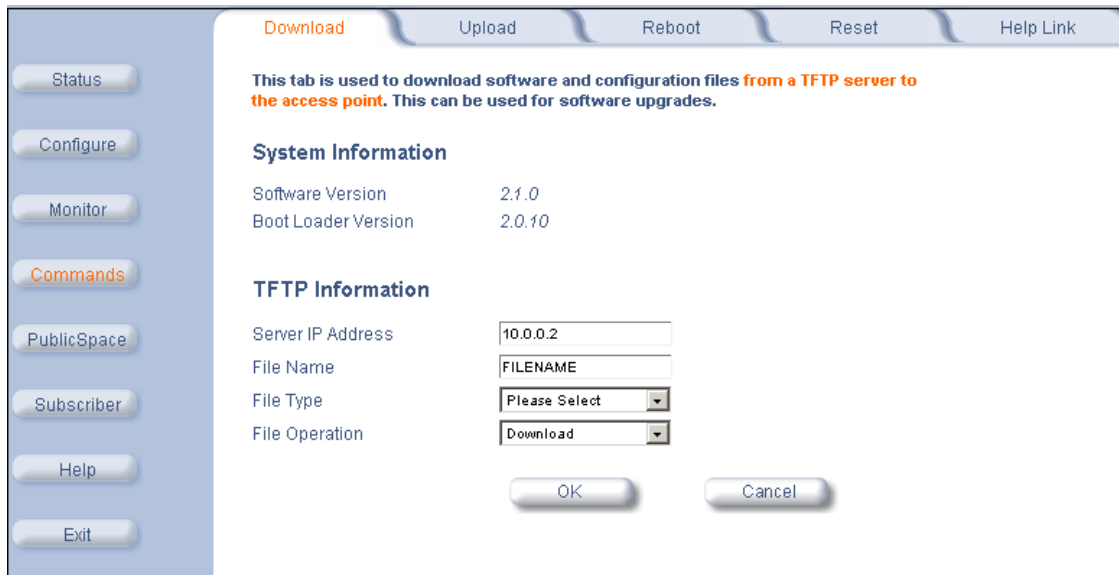 Download
Upload
Reboot
Reset
Help Link
Status
Configure
Monitor
Commands
PublicSpace
Subscriber
Help
Exit
This tab is used to download software and configuration files from a TFTP server to
the access point. This can be used for software upgrades.
System Information
Software Version 2.1.0
Boot Loader Version 2.0.10
TFTP Information
Server IP Address 10.0.0.2
File Name FILENAME
File Type Please Select
File Operation Download
OK Cancel